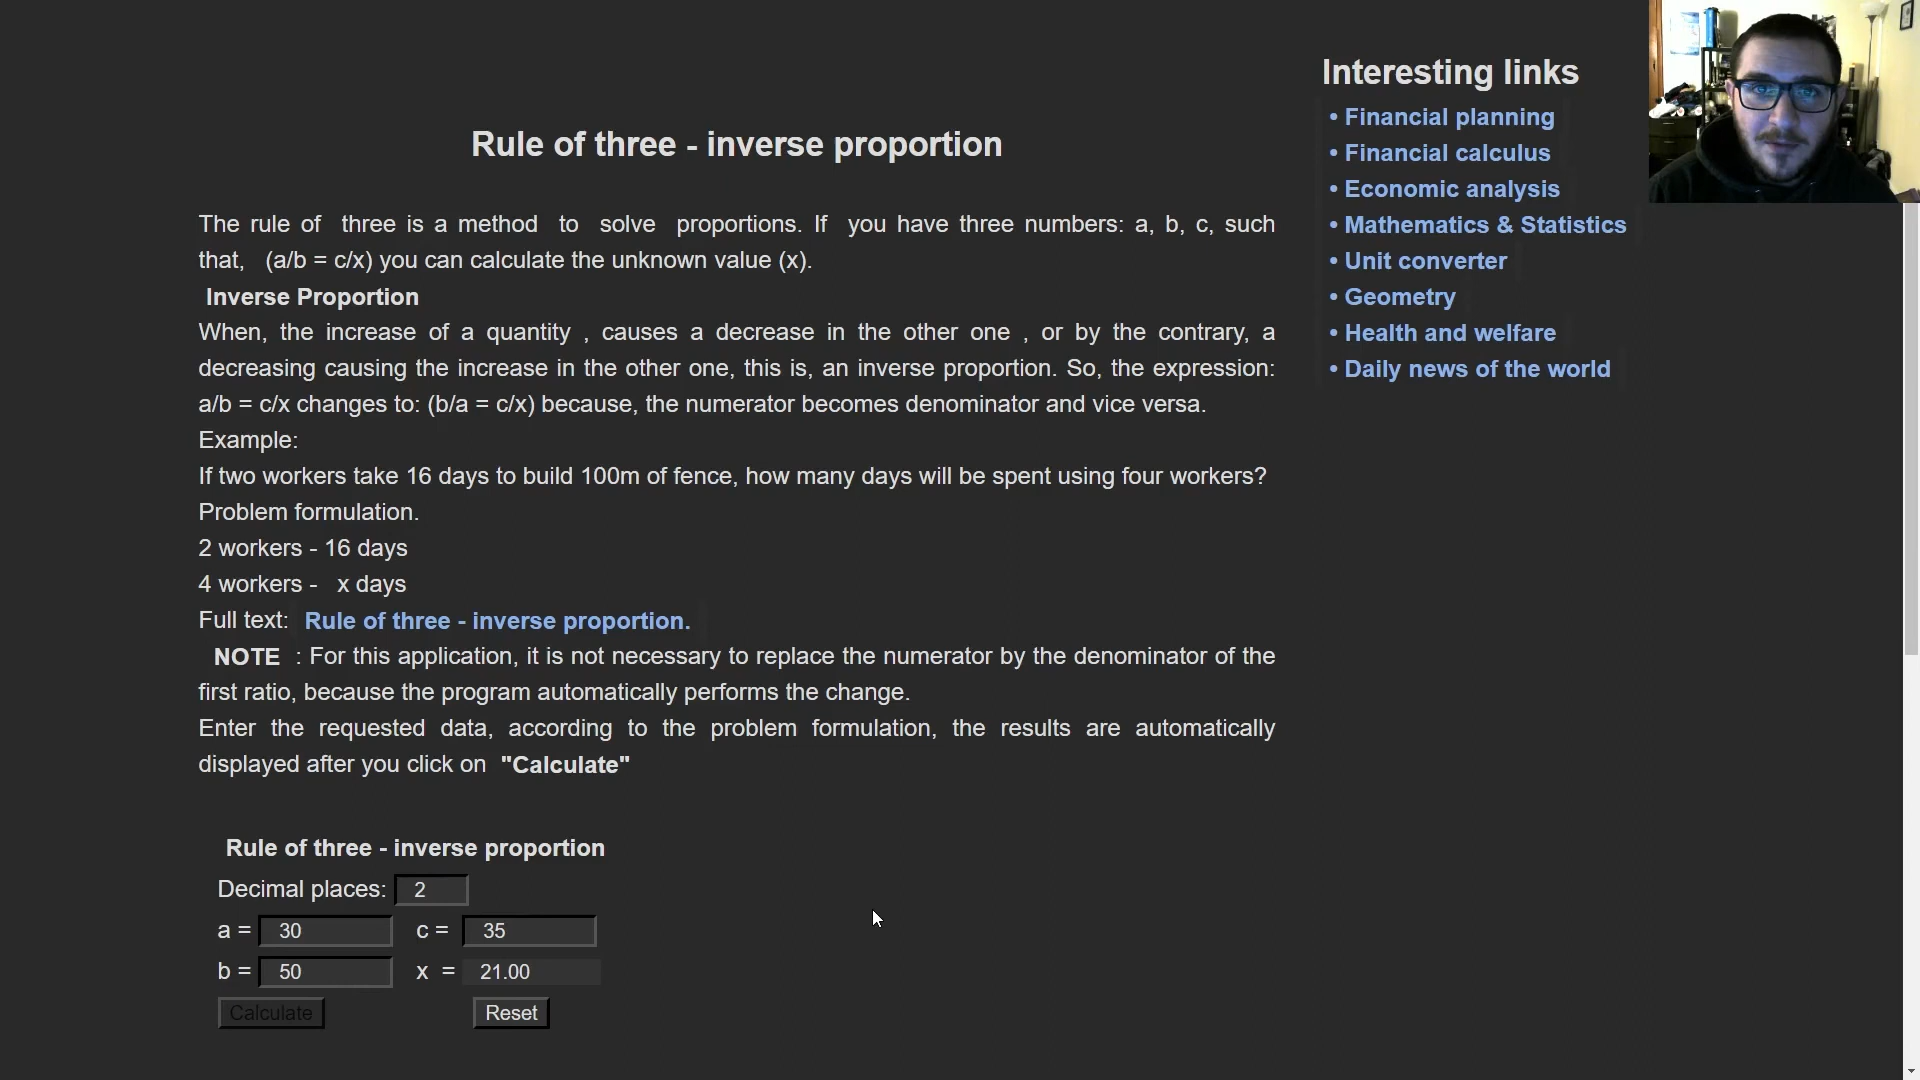 Rule of three - inverse proportion
The rule of three is a method to solve proportions. If you have three numbers: a, b, c, such
that, (a/b = c/x) you can calculate the unknown value (x).
Inverse Proportion
When, the increase of a quantity , causes a decrease in the other one , or by the contrary, a
decreasing causing the increase in the other one, this is, an inverse proportion. So, the expression:
a/b = c/x changes to: (b/a = c/x) because, the numerator becomes denominator and vice versa.
Example:
If two workers take 16 days to build 100m of fence, how many days will be spent using four workers?
Problem formulation.
2 workers - 16 days
4 workers - x days
Full text: Rule of three - inverse proportion.
NOTE : For this application, it is not necessary to replace the numerator by the denominator of the
first ratio, because the program automatically performs the change.
Enter the requested data, according to the problem formulation, the results are automatically
displayed after you click on "Calculate"
Rule of three - inverse proportion
Decimal places: 2
a = 30 c = 35
b = 50 x = 21.00
Calculate Reset
Interesting links
• Financial planning
• Financial calculus
• Economic analysis
• Mathematics & Statistics
• Unit converter
• Geometry
• Health and welfare
• Daily news of the world